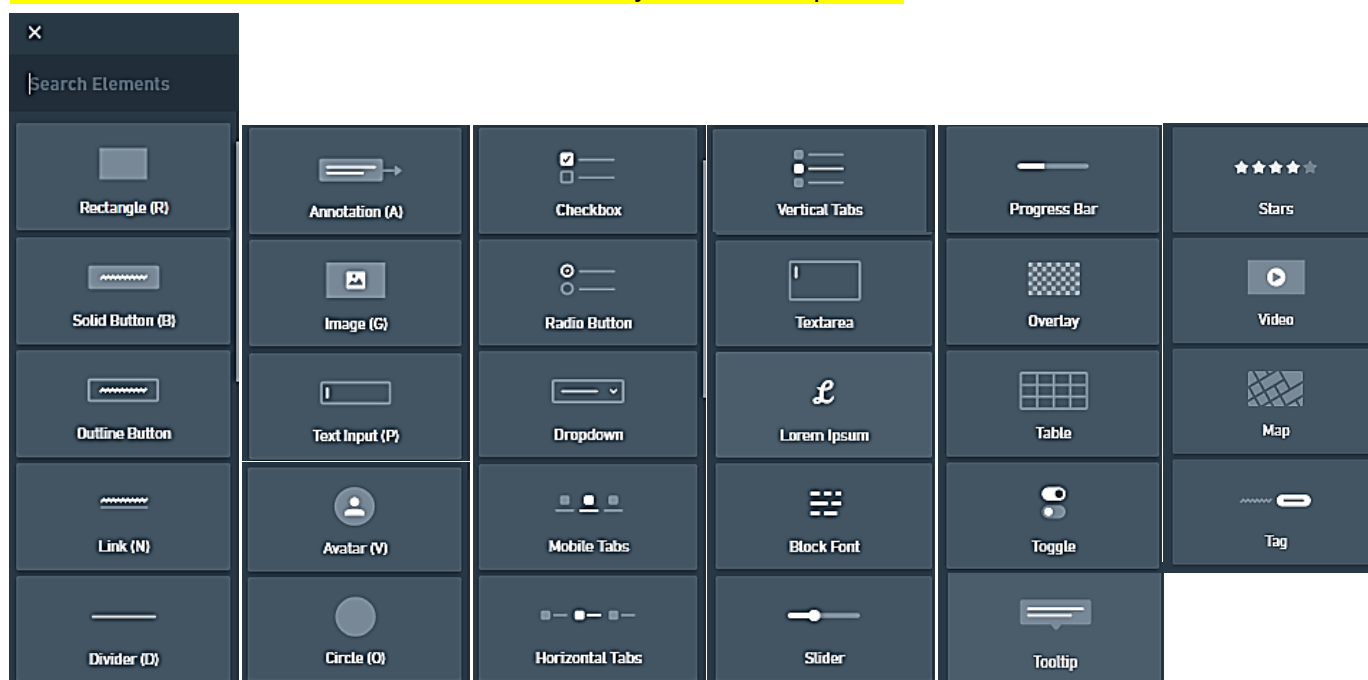 Search Elements
Rectangle (R)
Annotation (A)
Checkbox
Vertical Tabs
Progress Bar
Stars
Solid Button (B)
Image (G)
Radio Button
Textarea
Overlay
Video
Outline Button
Text Input (P)
Dropdown
Lorem Ipsum
Table
Map
Link (N)
Avatar (V)
Mobile Tabs
Block Font
Toggle
Tag
Divider (D)
Circle (O)
Horizontal Tabs
Slider
Tooltip